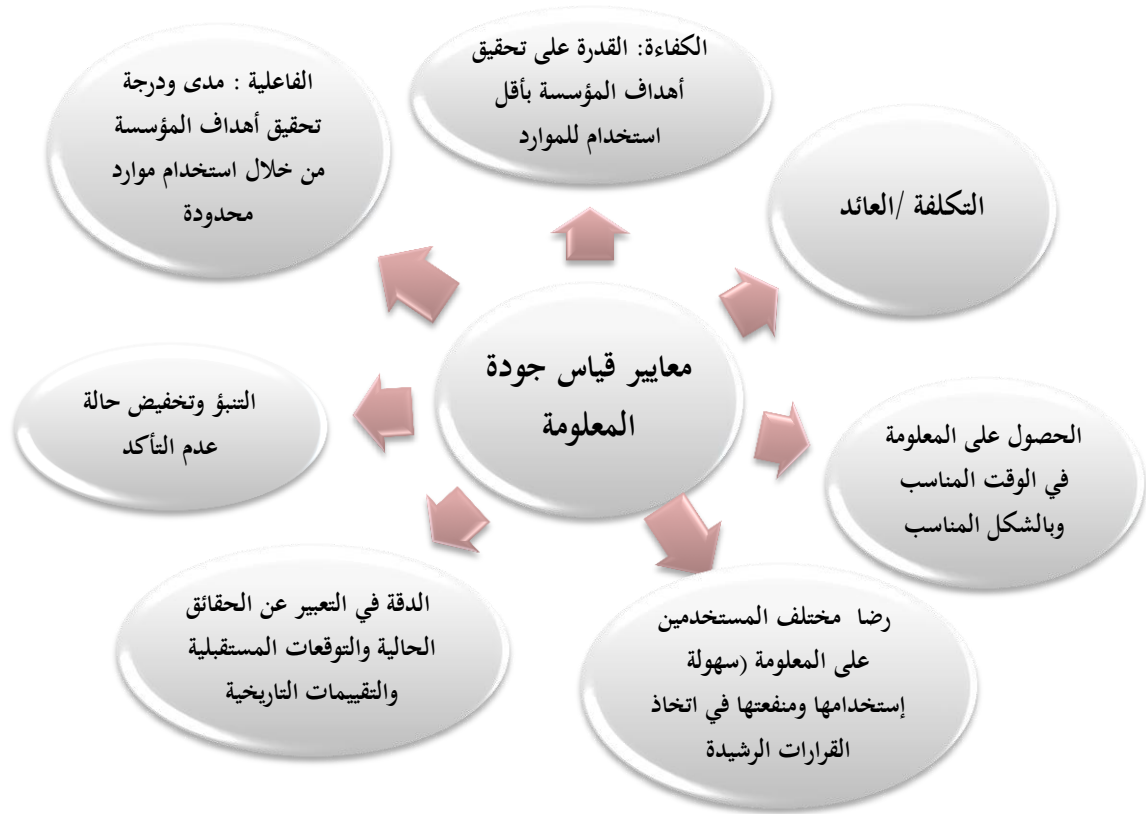 الكفاءة: القدرة على تحقيق
أهداف المؤسسة بأقل
استخدام للموارد
الفاعلية : مدى ودرجة
تحقيق أهداف المؤسسة
من خلال استخدام موارد
محدودة
التكلفة /العائد
معايير قياس جودة
المعلومة
الحصول على المعلومة
في الوقت المناسب
وبالشكل المناسب
التنبؤ وتخفيض حالة
عدم التأكد
رضا مختلف المستخدمين
على المعلومة (سهولة
إستخدامها ومنفعتها في اتخاذ
القرارات الرشيدة
الدقة في التعبير عن الحقائق
الحالية والتوقعات المستقبلية
والتقييمات التاريخية